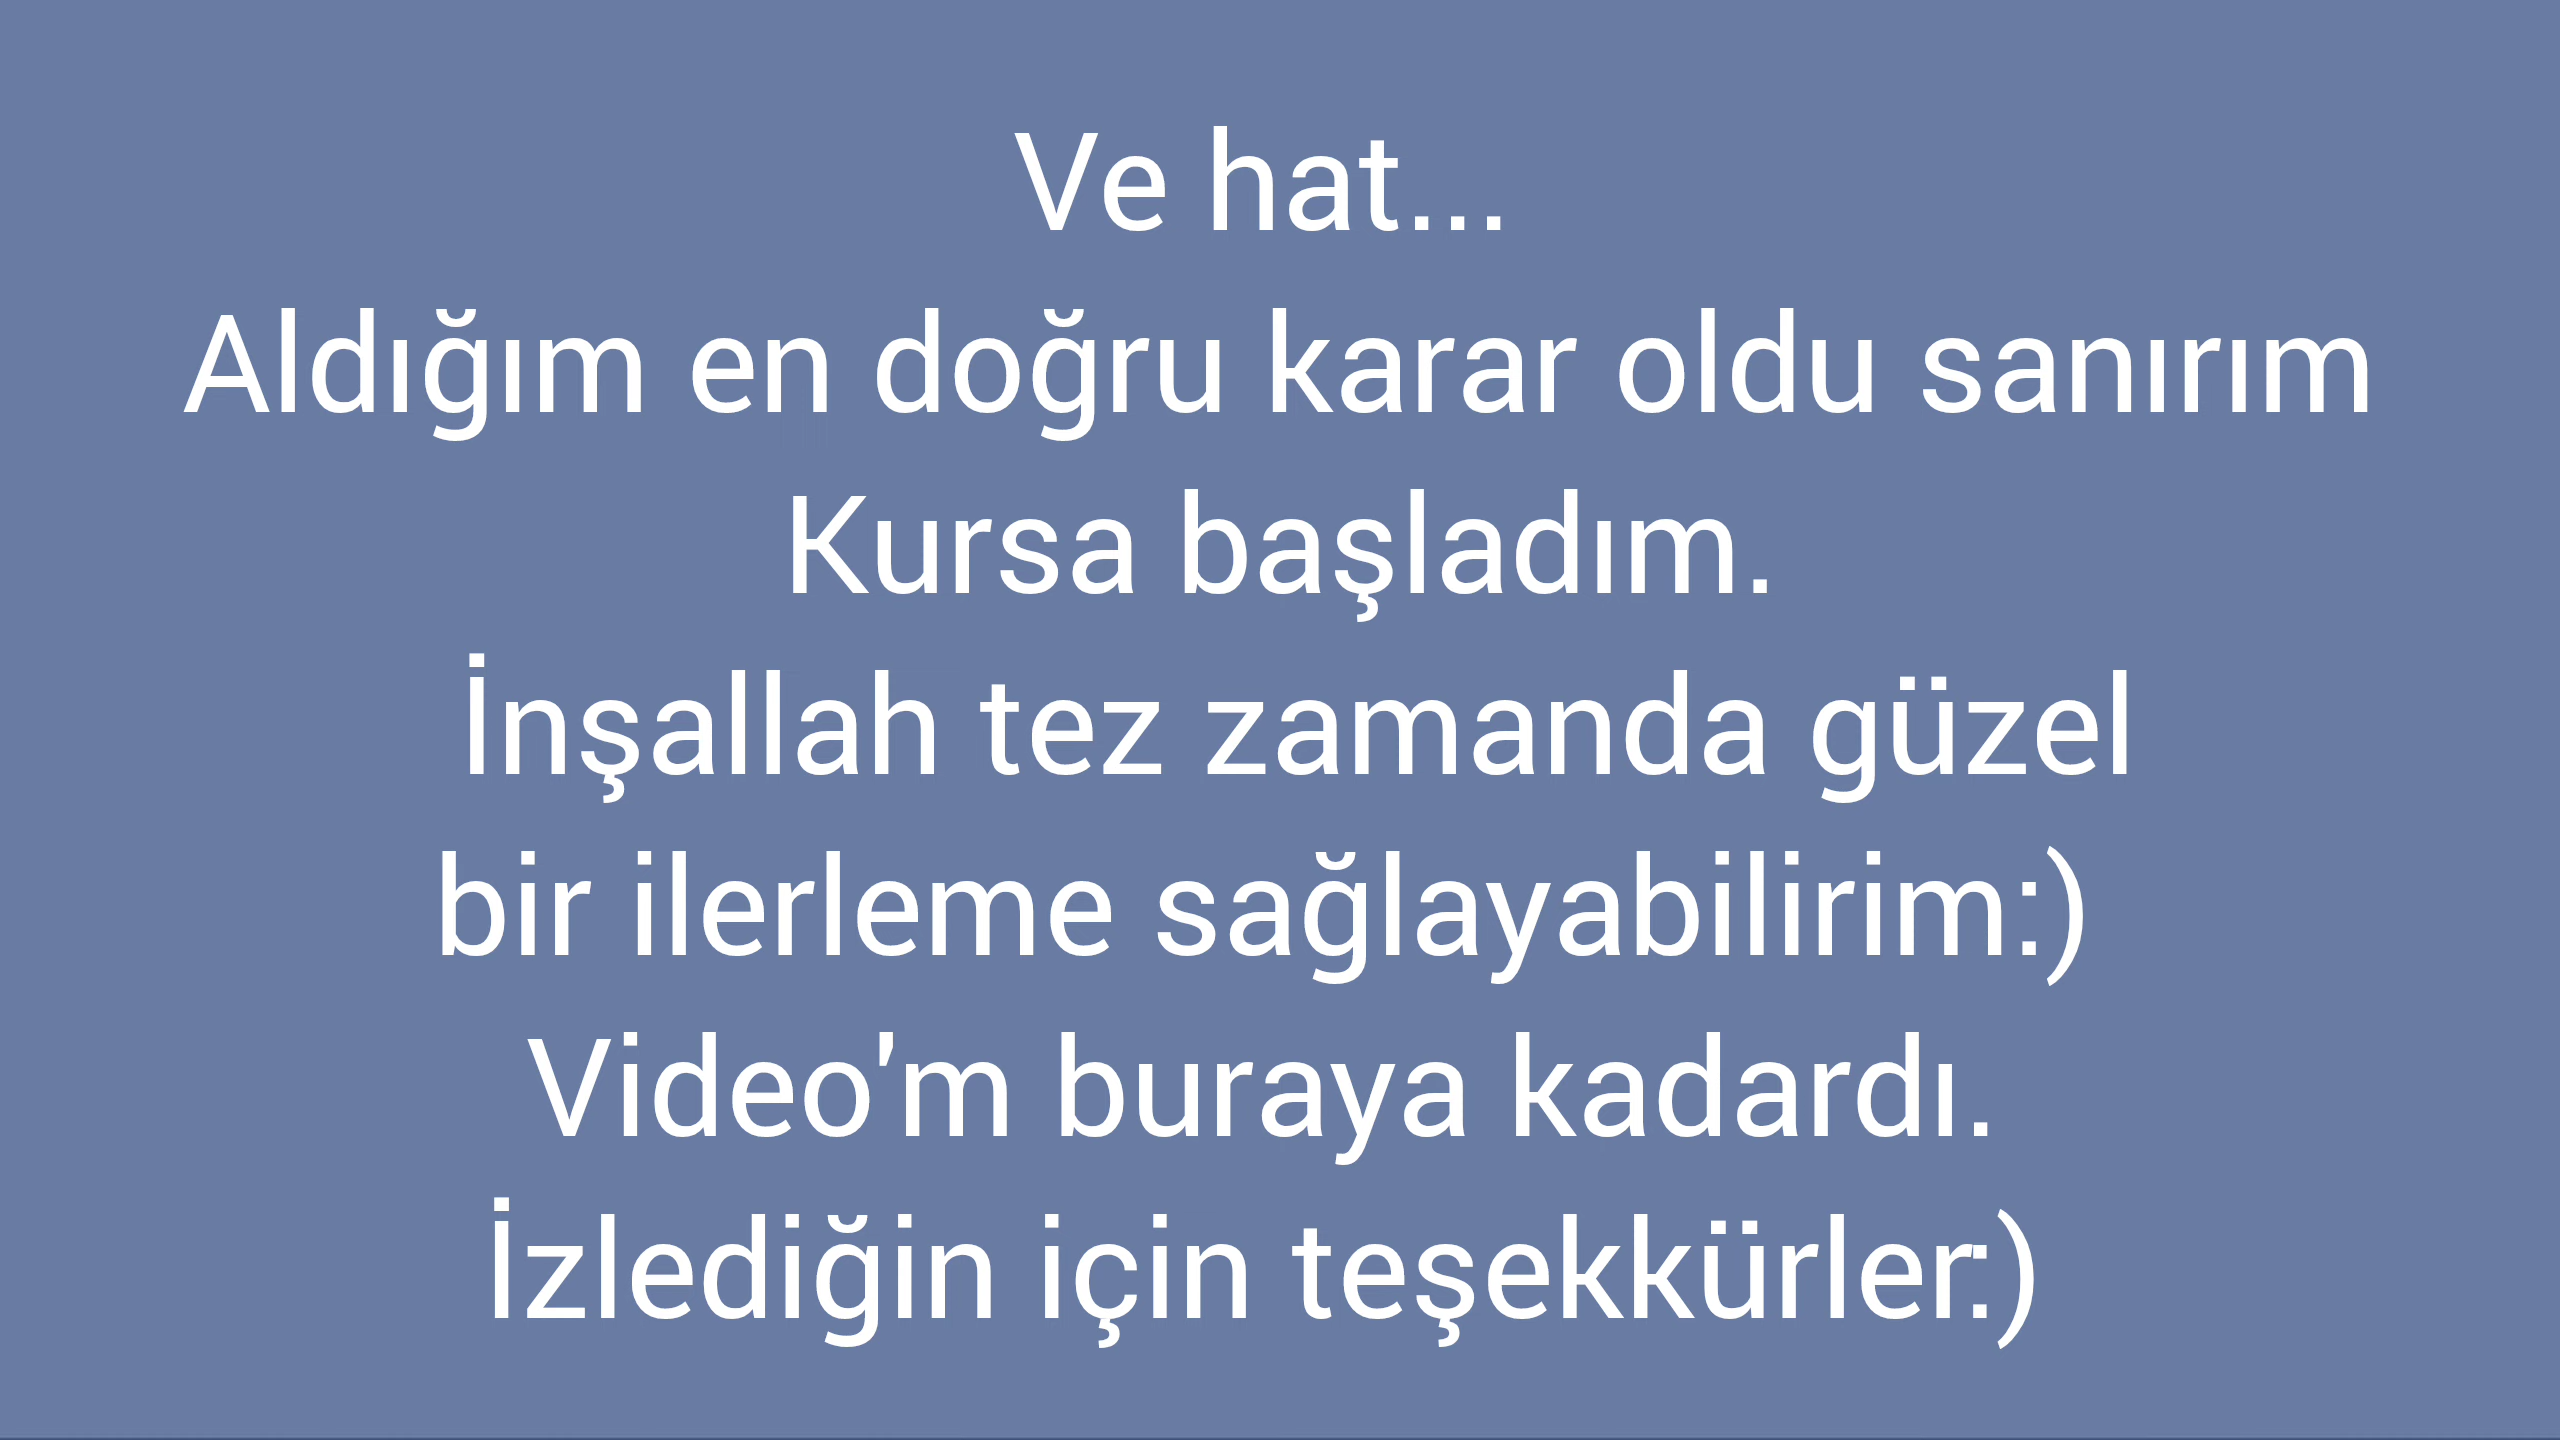 Ve hat...
Aldığım en doğru karar oldu sanırım
Kursa başladım.
İnşallah tez zamanda güzel
bir ilerleme sağlayabilirim:)
Video'm buraya kadardı.
İzlediğin için teşekkürler:)